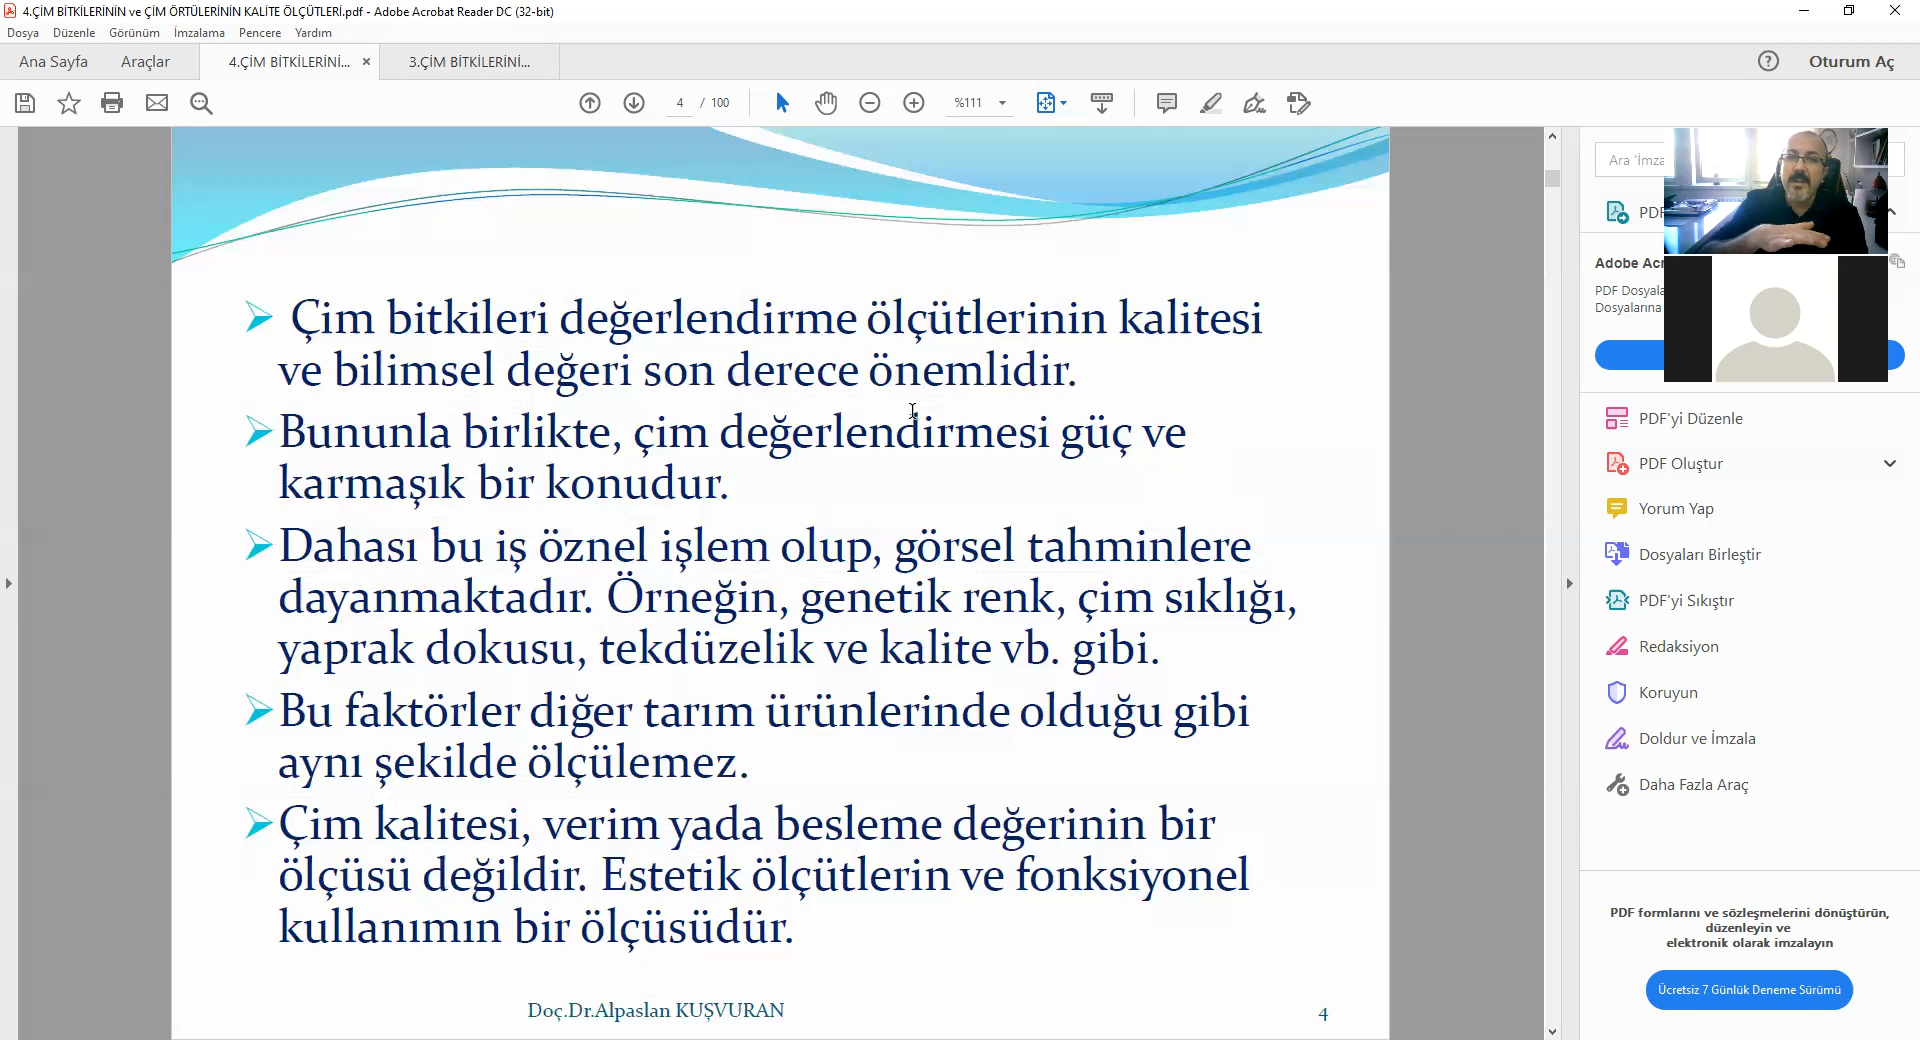 4.ÇİM BİTKİLERİNİN ve ÇİM ÖRTÜLERİNİN KALİTE ÖLÇÜTLERİ.pdf - Adobe Acrobat Reader DC (32-bit)
Dosya Düzenle Görünüm İmzalama Pencere Yardım
Ana Sayfa Araçlar 4.ÇİM BİTKİLERİNİ... × 3.ÇİM BİTKİLERİNİ... Oturum Aç
4 / 100 %111
Çim bitkileri değerlendirme ölçütlerinin kalitesi
ve bilimsel değeri son derece önemlidir.
Bununla birlikte, çim değerlendirmesi güç ve
karmaşık bir konudur.
Dahası bu iş öznel işlem olup, görsel tahminlere
dayanmaktadır. Örneğin, genetik renk, çim sıklığı,
yaprak dokusu, tekdüzelik ve kalite vb. gibi.
Bu faktörler diğer tarım ürünlerinde olduğu gibi
aynı şekilde ölçülemez.
Çim kalitesi, verim yada besleme değerinin bir
ölçüsü değildir. Estetik ölçütlerin ve fonksiyonel
kullanımın bir ölçüsüdür.
Doç.Dr.Alpaslan KUŞVURAN
4
Ara 'İmza
PDF
Adobe Acr
PDF Dosyala
Dosyalarına
PDF'yi Düzenle
PDF Oluştur
Yorum Yap
Dosyaları Birleştir
PDF'yi Sıkıştır
Redaksiyon
Koruyun
Doldur ve İmzala
Daha Fazla Araç
PDF formlarını ve sözleşmelerini dönüştürün,
düzenleyin ve
elektronik olarak imzalayın
Ücretsiz 7 Günlük Deneme Sürümü